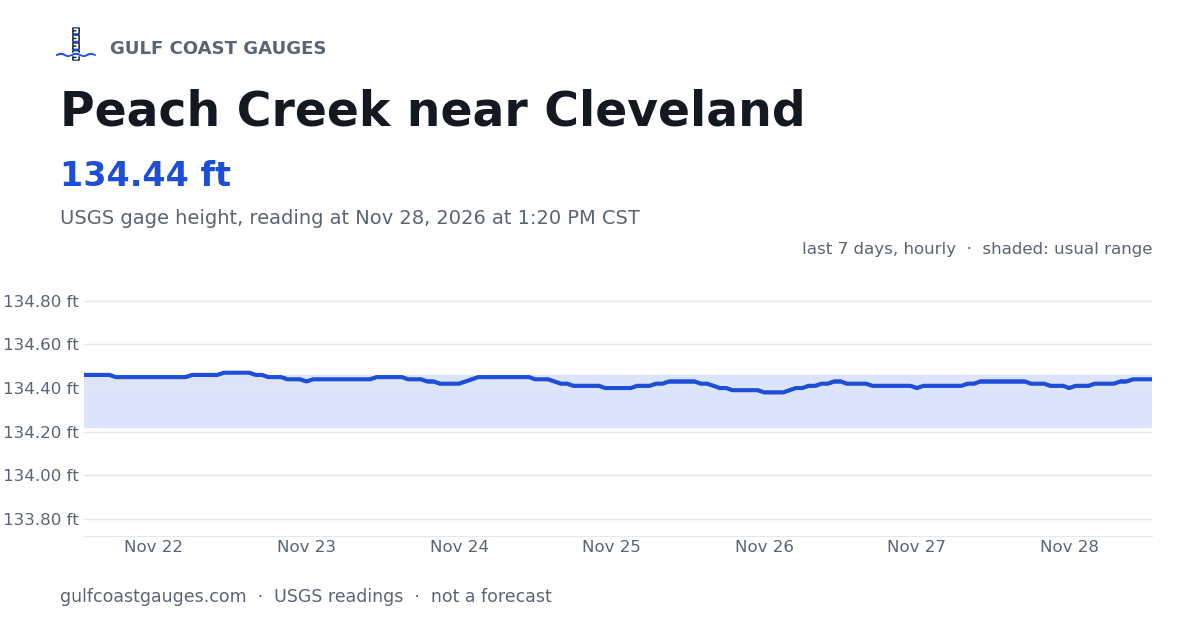 GULF COAST GAUGES
Peach Creek near Cleveland
134.44 ft
USGS gage height, reading at Nov 28, 2026 at 1:20 PM CST
last 7 days, hourly · shaded: usual range
134.80 ft
134.60 ft
134.40 ft
134.20 ft
134.00 ft
133.80 ft
Nov 22 Nov 23 Nov 24 Nov 25 Nov 26 Nov 27 Nov 28
gulfcoastgauges.com · USGS readings · not a forecast